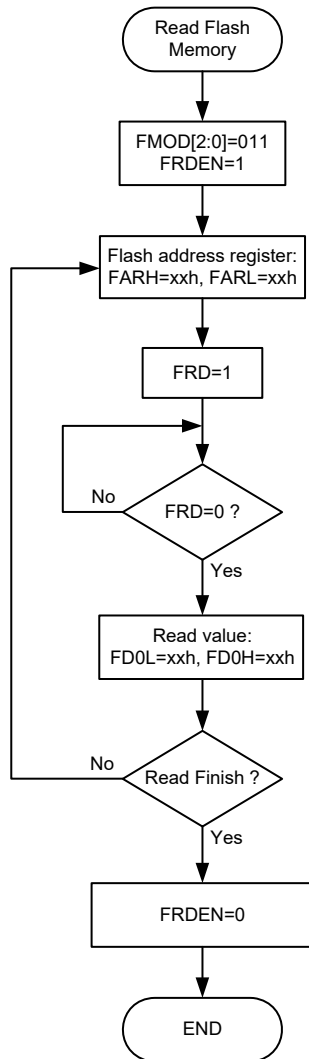 Read Flash
Memory
FMOD[2:0]=011
FRDEN=1
Flash address register:
FARH=xxh, FARL=xxh
FRD=1
No
FRD=0 ?
Yes
Read value:
FD0L=xxh, FD0H=xxh
No
Read Finish ?
Yes
FRDEN=0
END